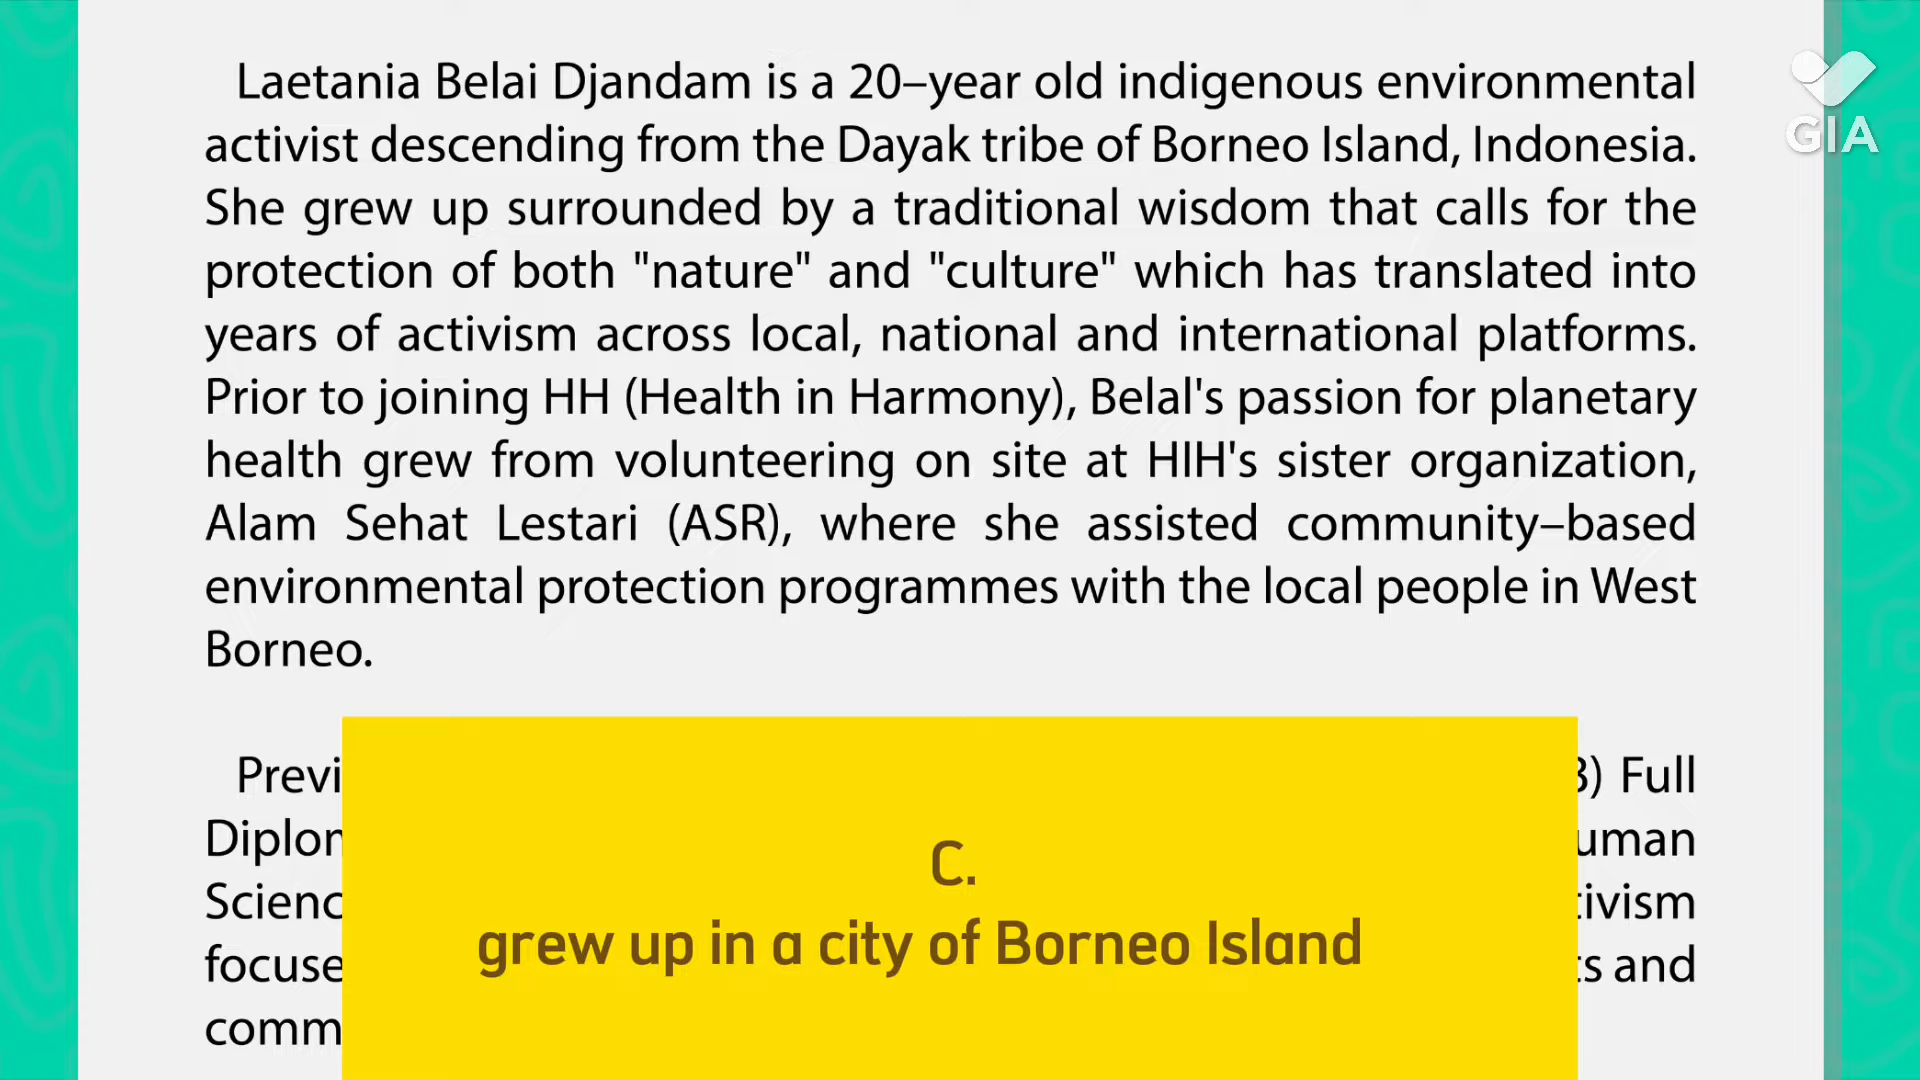 Laetania Belai Djandam is a 20–year old indigenous environmental
activist descending from the Dayak tribe of Borneo Island, Indonesia.
She grew up surrounded by a traditional wisdom that calls for the
protection of both "nature" and "culture" which has translated into
years of activism across local, national and international platforms.
Prior to joining HH (Health in Harmony), Belal's passion for planetary
health grew from volunteering on site at HIH's sister organization,
Alam Sehat Lestari (ASR), where she assisted community–based
environmental protection programmes with the local people in West
Borneo.
Full
and
C.
grew up in a city of Borneo Island
GIA